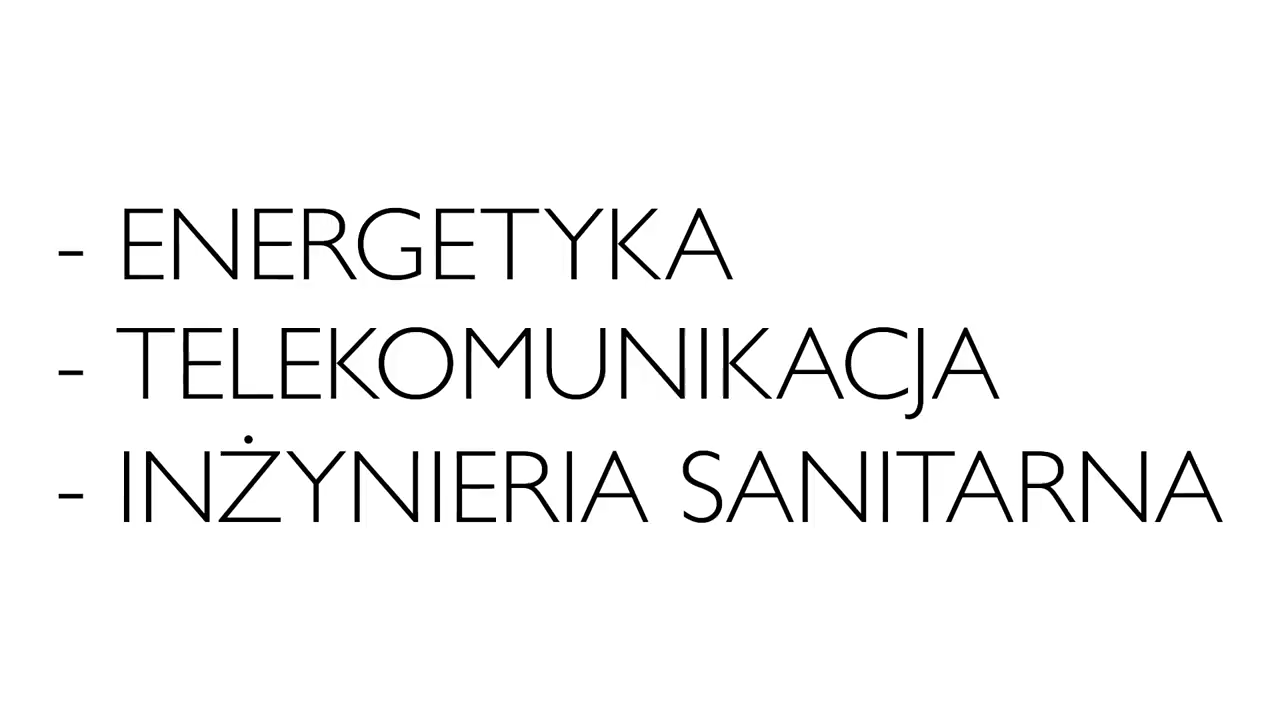 - ENERGETYKA
- TELEKOMUNIKACJA
- INŻYNIERIA SANITARNA